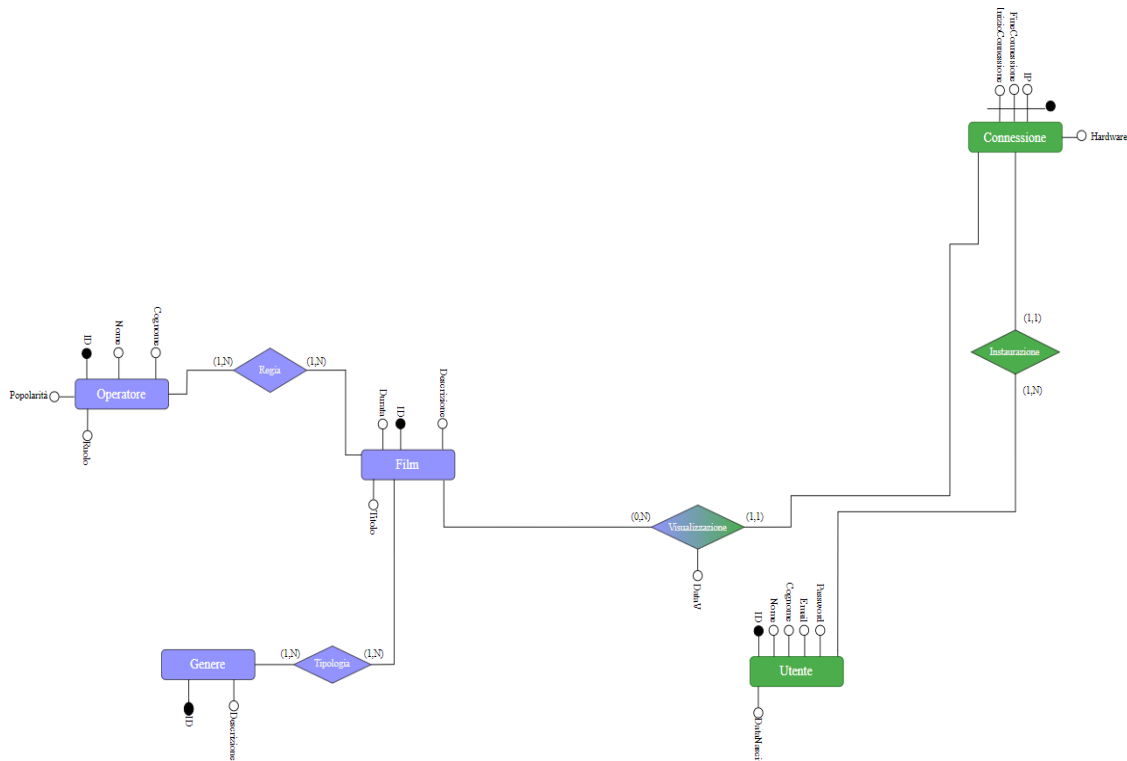 InizioConnessione
FineConnessione
IP
Connessione
Hardware
(1,1)
Instaurazione
(1,N)
ID
Nome
Cognome
(1,N)
Regia
(1,N)
Popolarità
Operatore
Ruolo
Durata
ID
Descrizione
Film
Titolo
(0,N)
Visualizzazione
(1,1)
DataV
ID
Nome
Cognome
Email
Password
Utente
DataNasci
Genere
(1,N)
Tipologia
(1,N)
ID
Descrizione